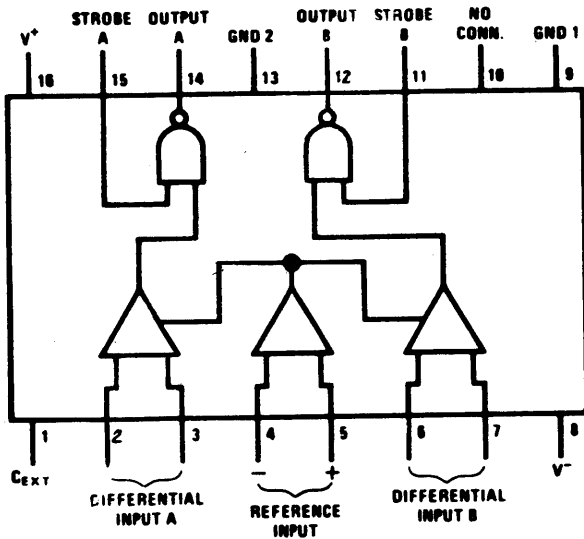 STROBE OUTPUT OUTPUT STROBE NO
V+ A A GND 2 B B CONN. GND 1
16 15 14 13 12 11 10 9
1 2 3 4 5 6 7 8
CEXT − + V−
DIFFERENTIAL REFERENCE DIFFERENTIAL
INPUT A INPUT INPUT B